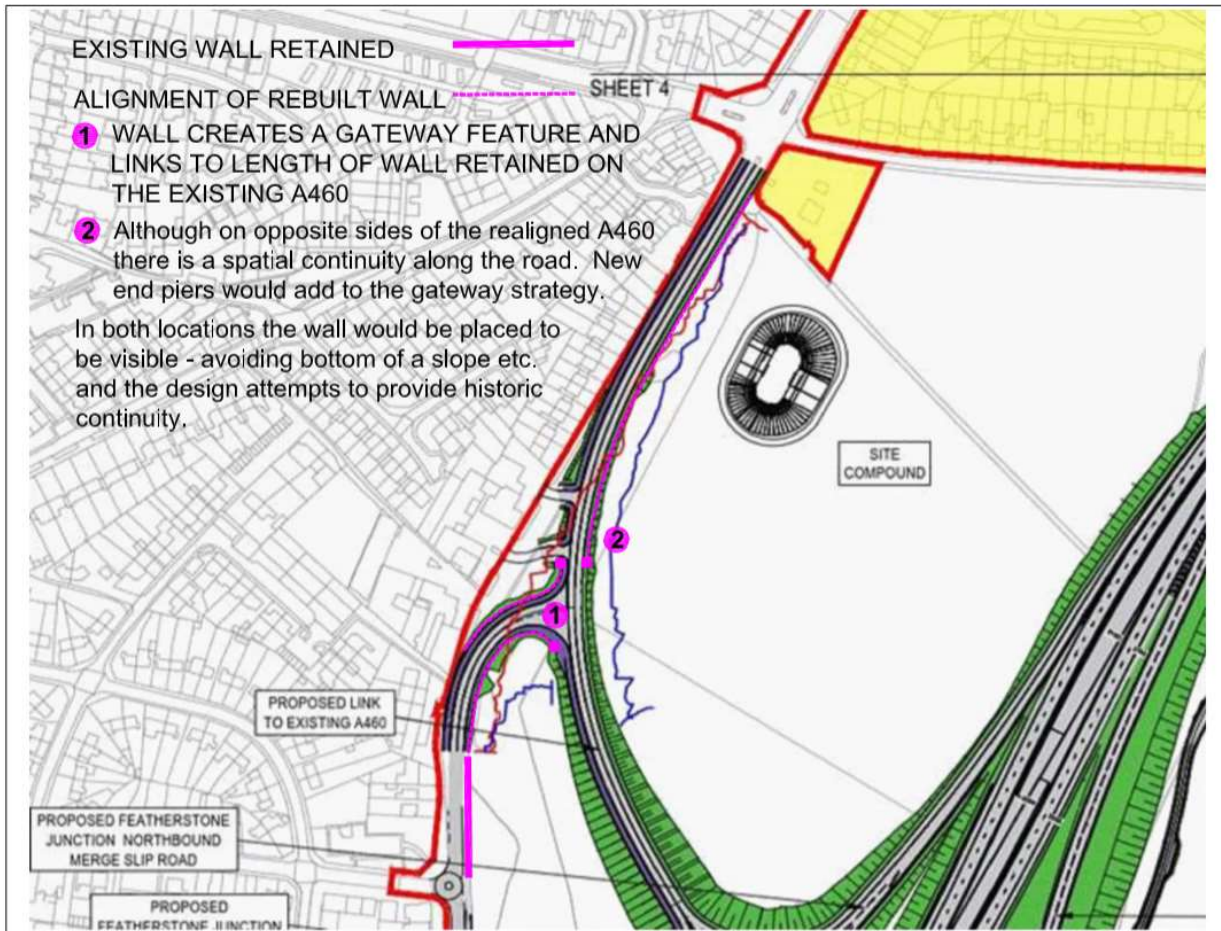 EXISTING WALL RETAINED
SHEET 4
ALIGNMENT OF REBUILT WALL
1 WALL CREATES A GATEWAY FEATURE AND
LINKS TO LENGTH OF WALL RETAINED ON
THE EXISTING A460
2 Although on opposite sides of the realigned A460
there is a spatial continuity along the road. New
end piers would add to the gateway strategy.
In both locations the wall would be placed to
be visible - avoiding bottom of a slope etc.
and the design attempts to provide historic
continuity.
SITE
COMPOUND
2
1
PROPOSED LINK
TO EXISTING A460
PROPOSED FEATHERSTONE
JUNCTION NORTHBOUND
MERGE SLIP ROAD
PROPOSED
FEATHERSTONE JUNCTION